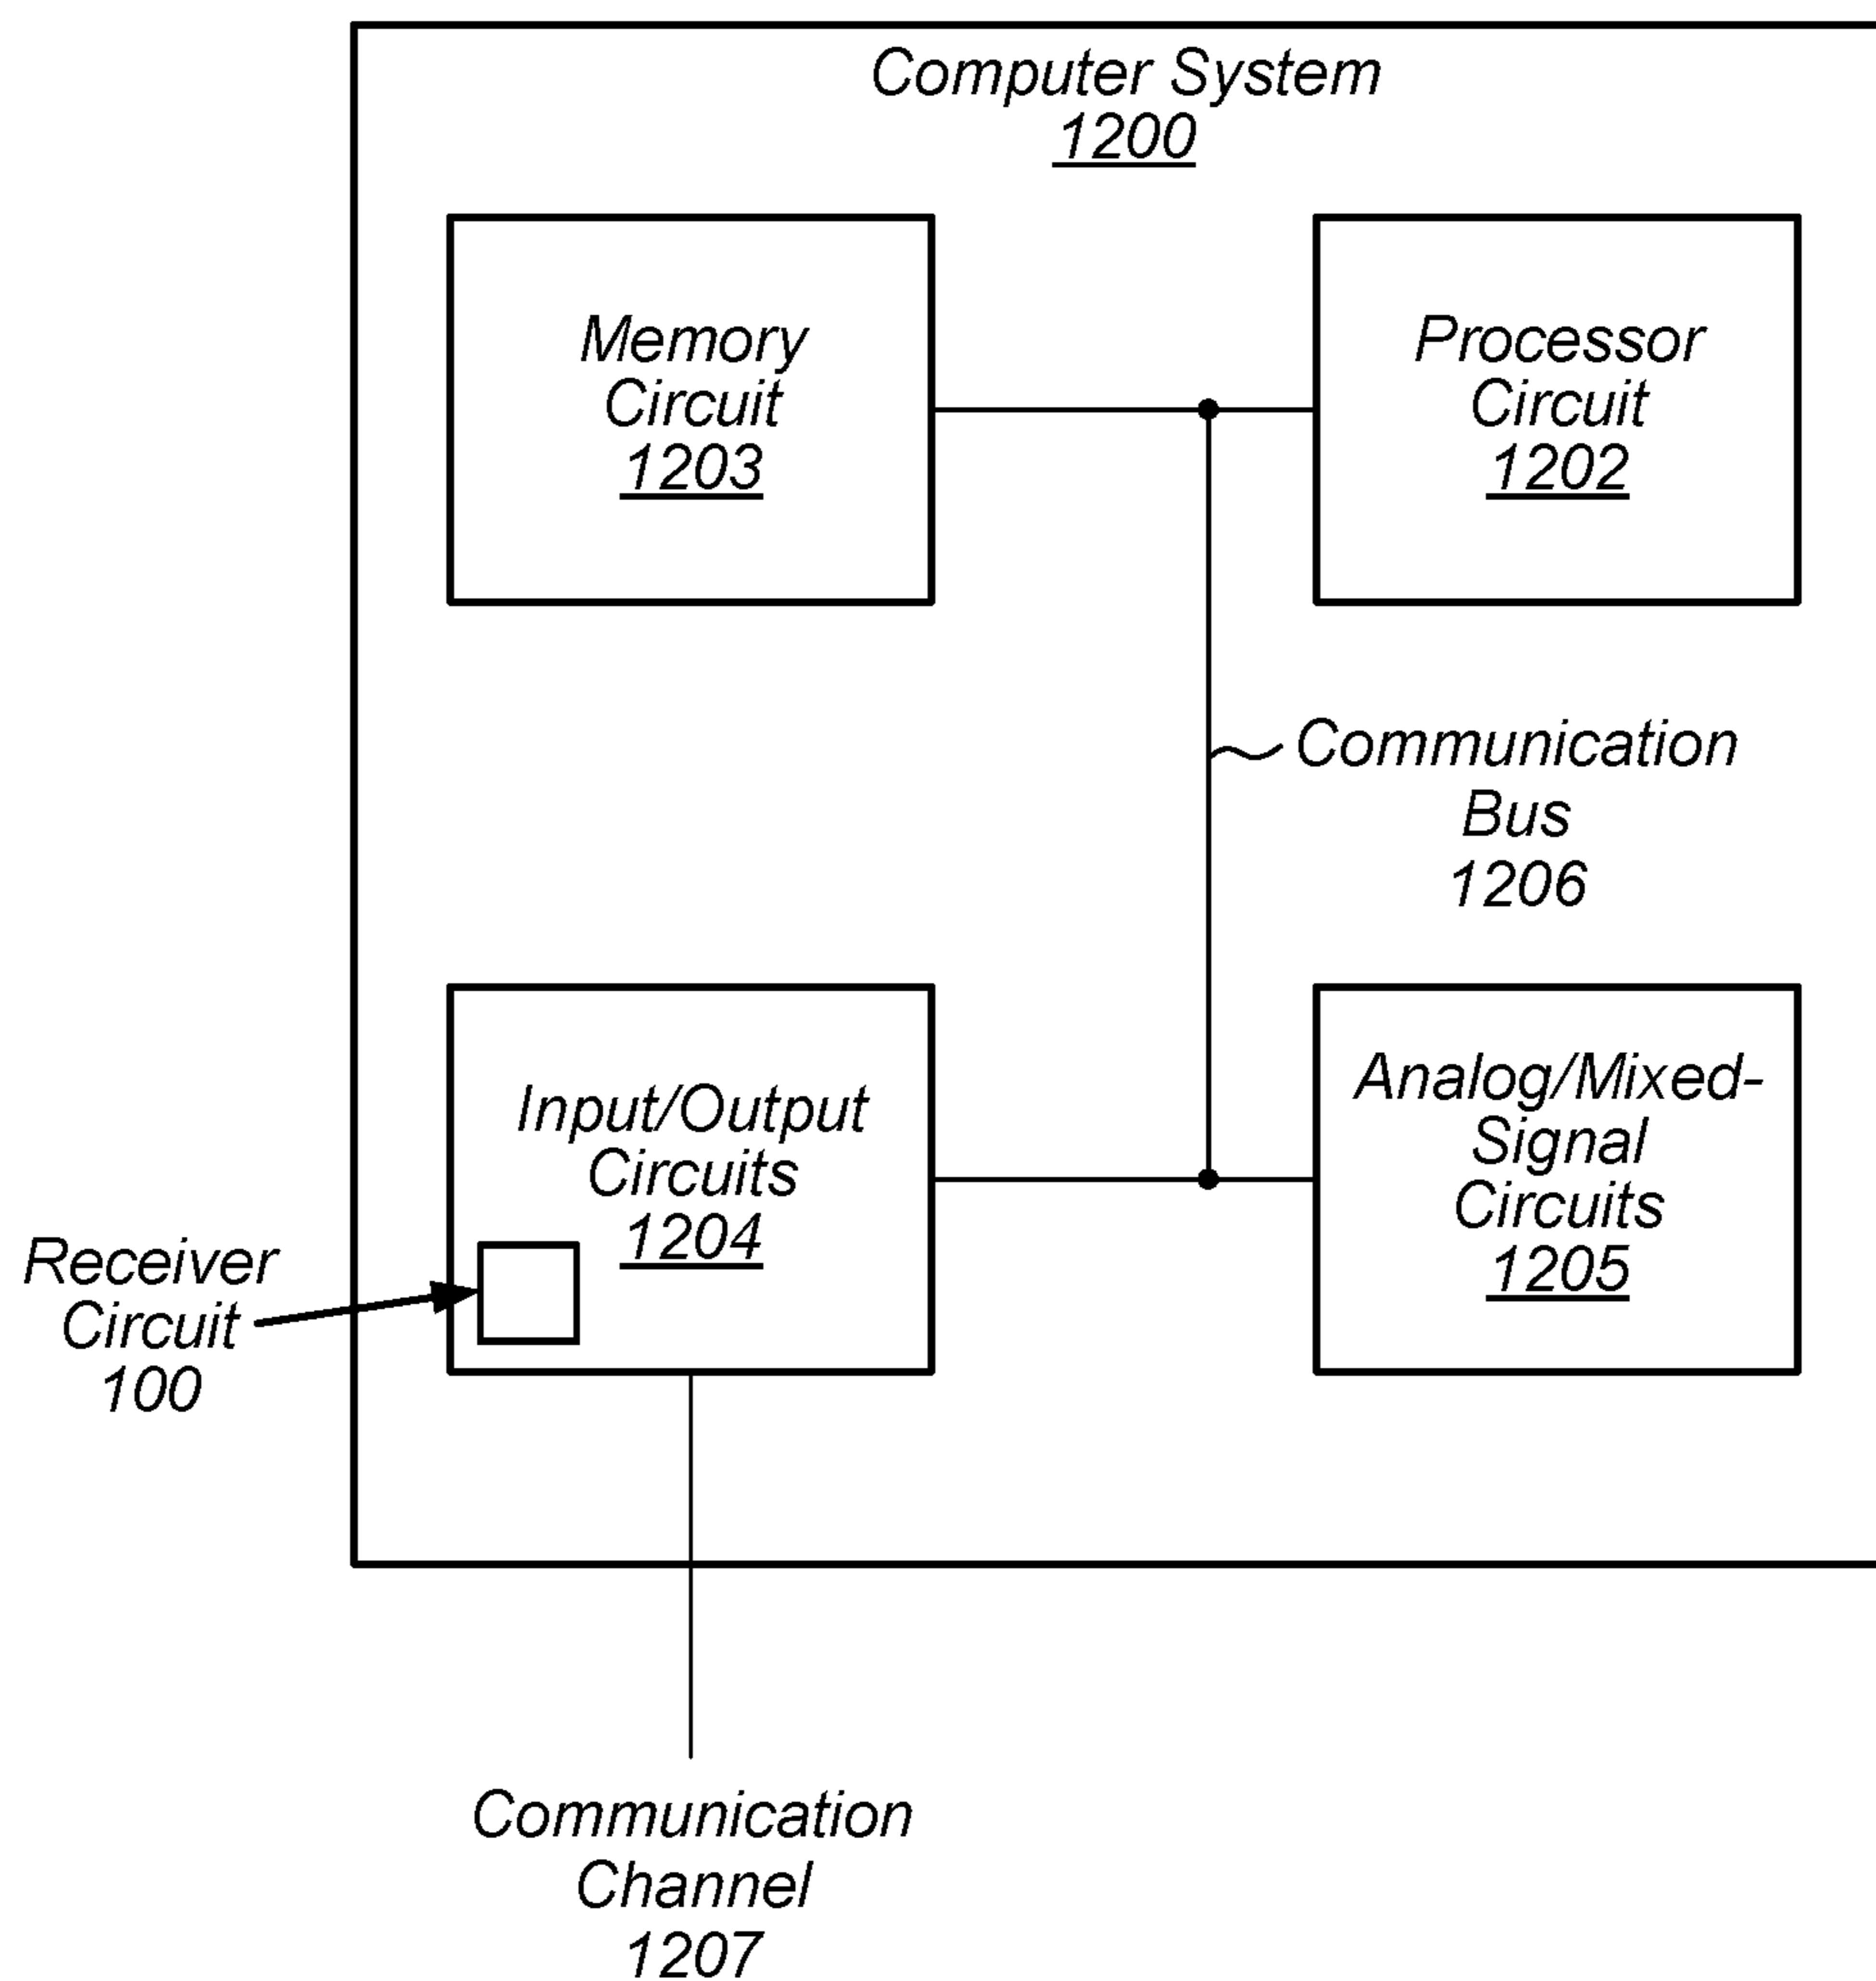 Computer System
1200
Memory
Circuit
1203
Processor
Circuit
1202
Communication
Bus
1206
Input/Output
Circuits
1204
Analog/Mixed-
Signal
Circuits
1205
Receiver
Circuit
100
Communication
Channel
1207